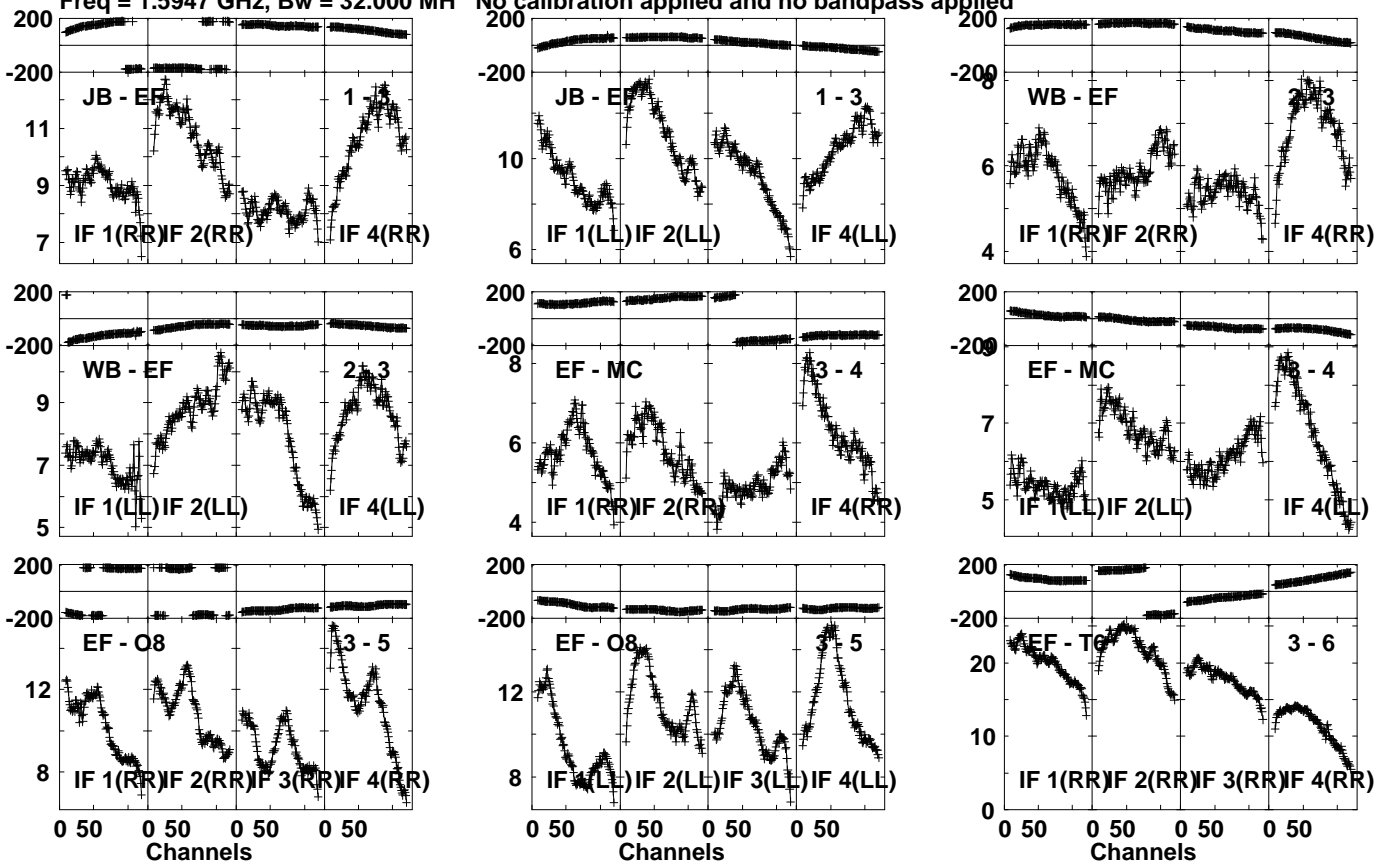 Freq = 1.5947 GHz, Bw = 32.000 MH No calibration applied and no bandpass applied
200
-200
JB - EF 1 - 3
11
9
7
IF 1(RR) IF 2(RR) IF 4(RR)
200
-200
JB - EF 1 - 3
10
6
IF 1(LL) IF 2(LL) IF 4(LL)
200
-200
8
WB - EF 2 - 3
6
4
IF 1(RR) IF 2(RR) IF 4(RR)
200
-200
WB - EF 2 - 3
9
7
5
IF 1(LL) IF 2(LL) IF 4(LL)
200
-200
8
EF - MC 3 - 4
6
4
IF 1(RR) IF 2(RR) IF 4(RR)
200
-200
9
EF - MC 3 - 4
7
5
IF 1(LL) IF 2(LL) IF 4(LL)
200
-200
EF - O8 3 - 5
12
8
IF 1(RR) IF 2(RR) IF 3(RR) IF 4(RR)
0 50 0 50 0 50 0 50
Channels
200
-200
EF - O8 3 - 5
12
8
IF 1(LL) IF 2(LL) IF 3(LL) IF 4(LL)
0 50 0 50 0 50 0 50
Channels
200
-200
EF - T6 3 - 6
20
10
0
IF 1(RR) IF 2(RR) IF 3(RR) IF 4(RR)
0 50 0 50 0 50 0 50
Channels